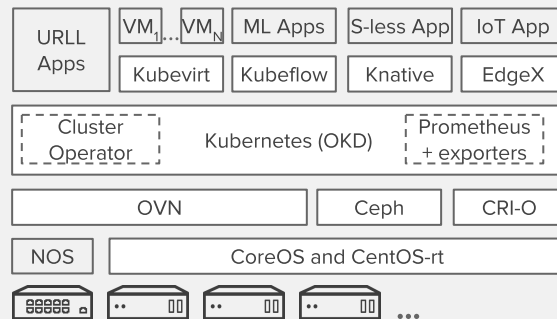 URLL
Apps
VM1 ... VMN
ML Apps
S-less App
IoT App
Kubevirt
Kubeflow
Knative
EdgeX
Cluster
Operator
Kubernetes (OKD)
Prometheus
+ exporters
OVN
Ceph
CRI-O
NOS
CoreOS and CentOS-rt
...